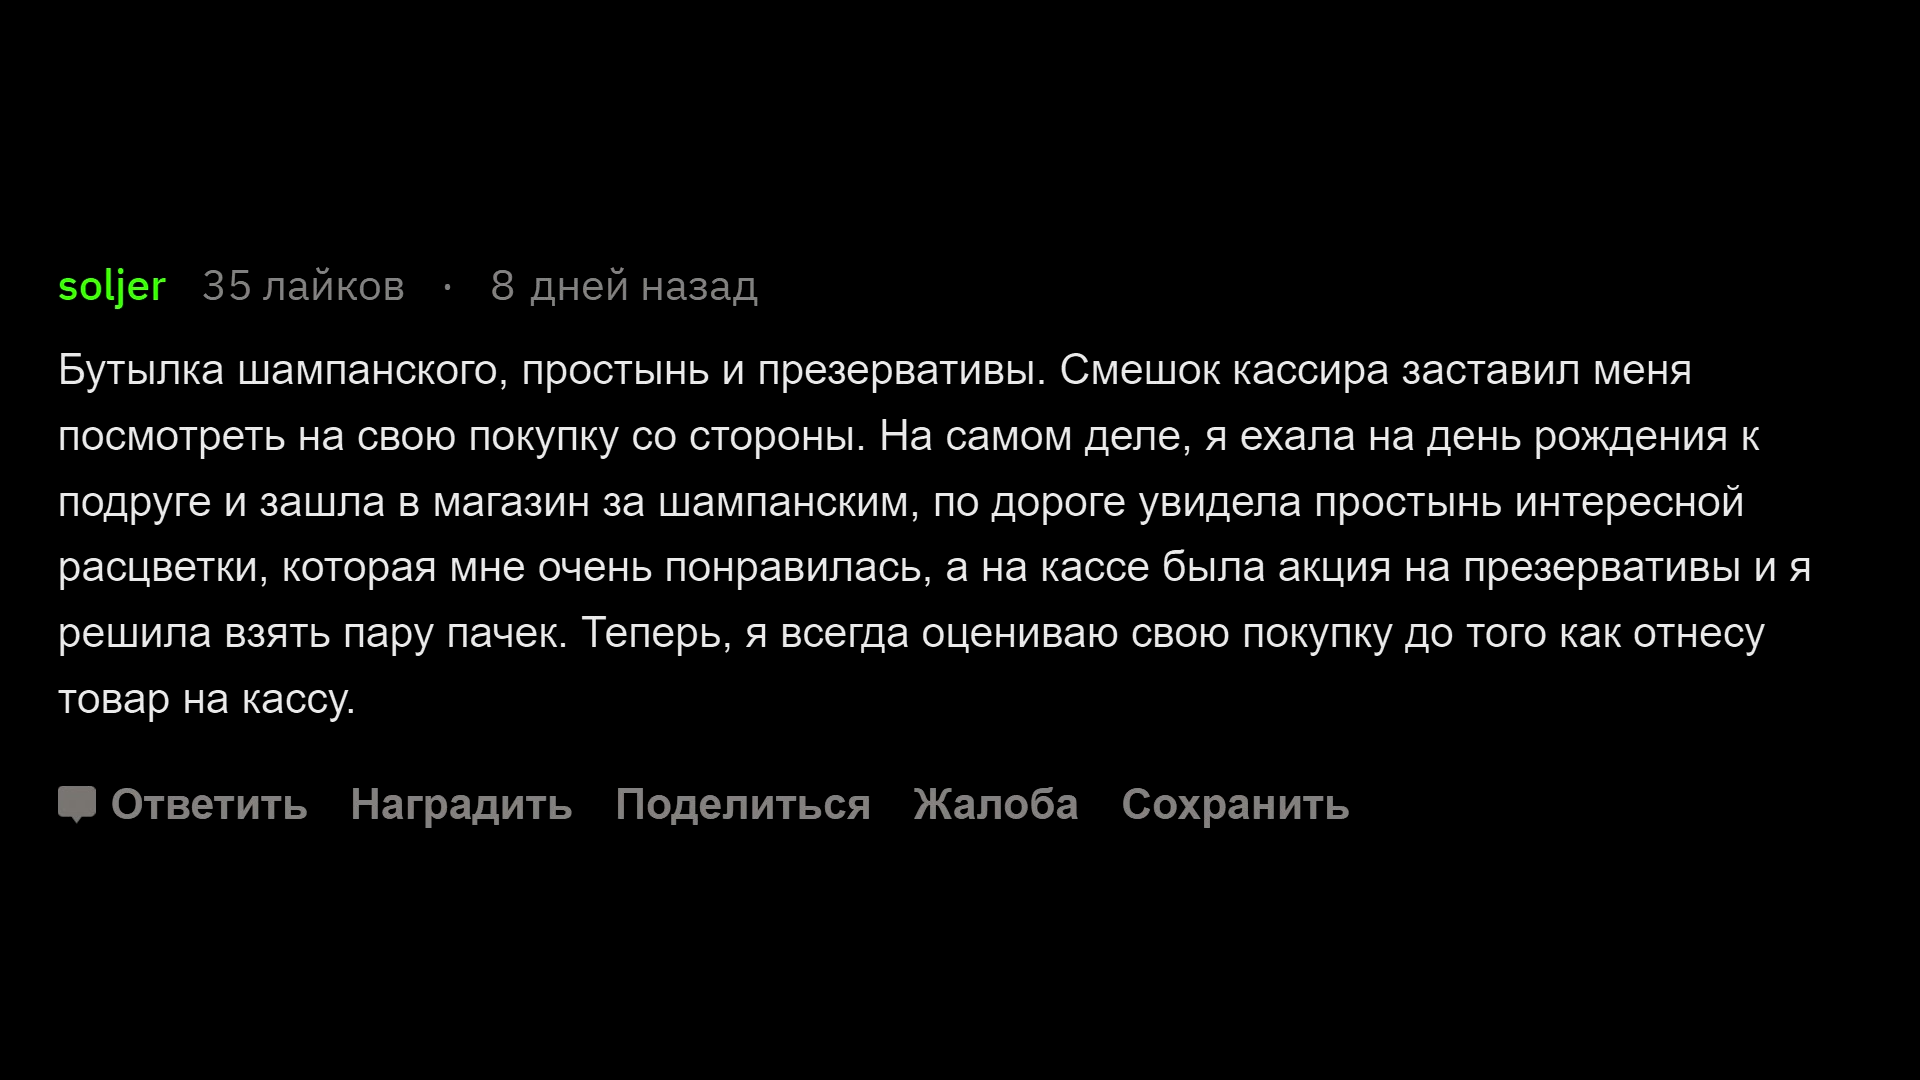 soljer 35 лайков · 8 дней назад
Бутылка шампанского, простынь и презервативы. Смешок кассира заставил меня
посмотреть на свою покупку со стороны. На самом деле, я ехала на день рождения к
подруге и зашла в магазин за шампанским, по дороге увидела простынь интересной
расцветки, которая мне очень понравилась, а на кассе была акция на презервативы и я
решила взять пару пачек. Теперь, я всегда оцениваю свою покупку до того как отнесу
товар на кассу.
Ответить Наградить Поделиться Жалоба Сохранить